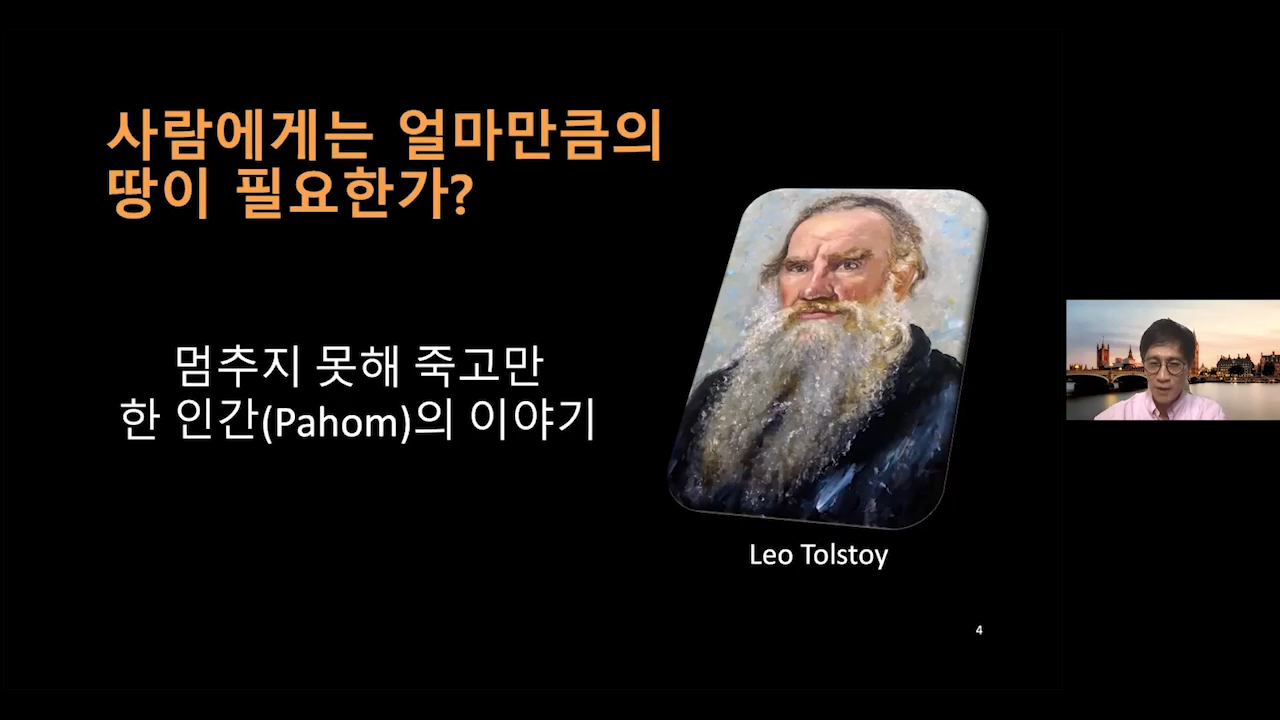 사람에게는 얼마만큼의
땅이 필요한가?
멈추지 못해 죽고만
한 인간(Pahom)의 이야기
Leo Tolstoy
4